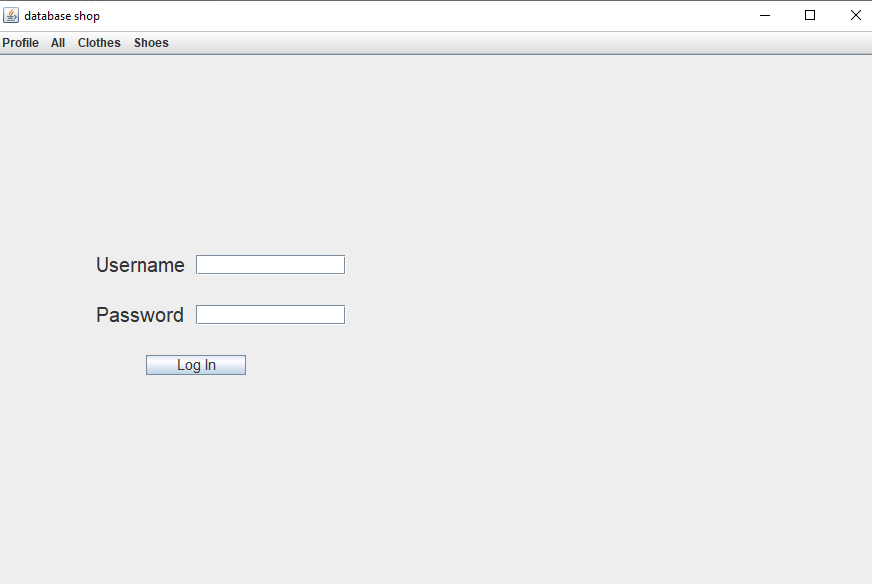 database shop
Profile All Clothes Shoes
Username
Password
Log In